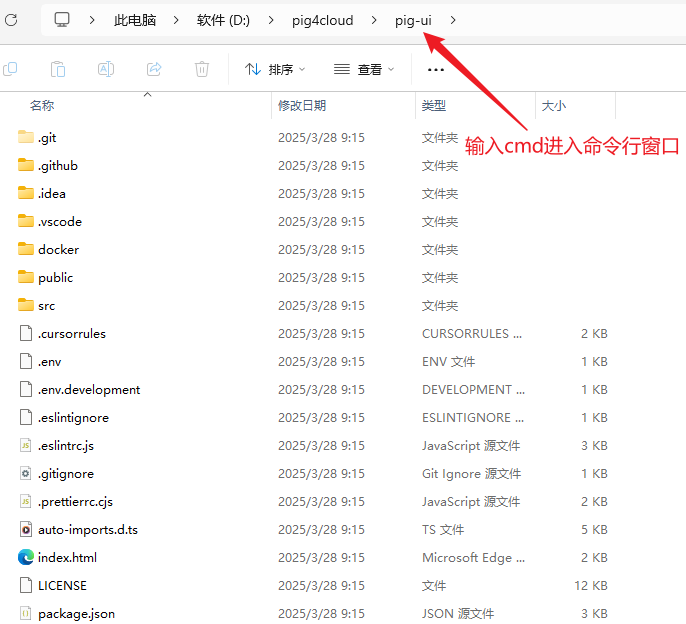 此电脑 > 软件 (D:) > pig4cloud > pig-ui >
排序 查看 ...
名称 修改日期 类型 大小
.git 2025/3/28 9:15 文件夹
输入cmd进入命令行窗口
.github 2025/3/28 9:15 文件夹
.idea 2025/3/28 9:15 文件夹
.vscode 2025/3/28 9:15 文件夹
docker 2025/3/28 9:15 文件夹
public 2025/3/28 9:15 文件夹
src 2025/3/28 9:15 文件夹
.cursorrules 2025/3/28 9:15 CURSORRULES ... 2 KB
.env 2025/3/28 9:15 ENV 文件 1 KB
.env.development 2025/3/28 9:15 DEVELOPMENT ... 1 KB
.eslintignore 2025/3/28 9:15 ESLINTIGNORE ... 1 KB
.eslintrc.js 2025/3/28 9:15 JavaScript 源文件 3 KB
.gitignore 2025/3/28 9:15 Git Ignore 源文件 1 KB
.prettierrc.cjs 2025/3/28 9:15 JavaScript 源文件 2 KB
auto-imports.d.ts 2025/3/28 9:15 TS 文件 5 KB
index.html 2025/3/28 9:15 Microsoft Edge ... 2 KB
LICENSE 2025/3/28 9:15 文件 12 KB
package.json 2025/3/28 9:15 JSON 源文件 3 KB